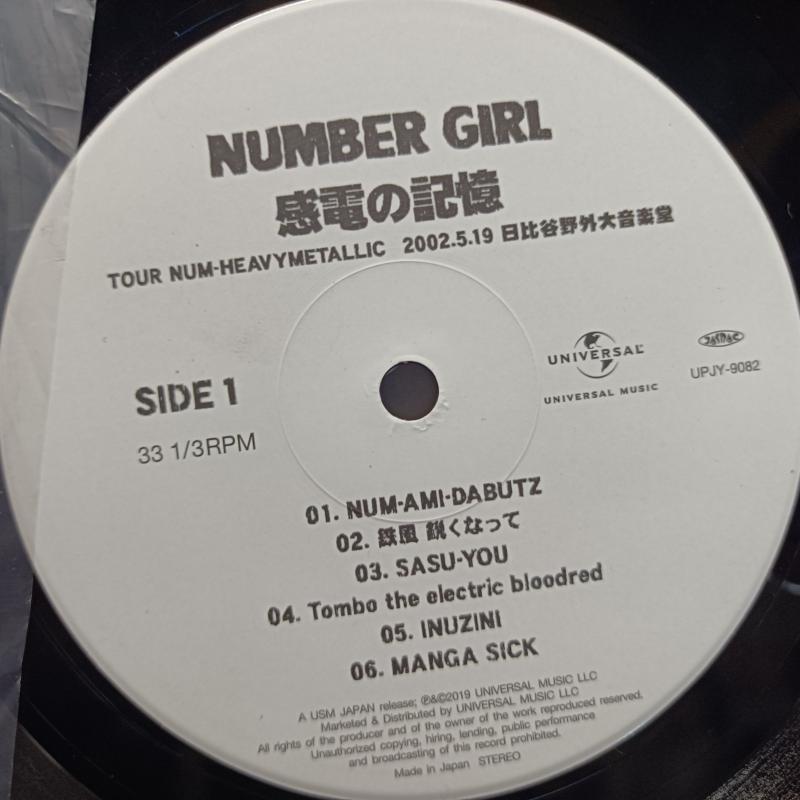 NUMBER GIRL
感電の記憶
TOUR NUM-HEAVYMETALLIC 2002.5.19 日比谷野外大音楽堂
SIDE 1
33 1/3RPM
UNIVERSAL
UNIVERSAL MUSIC
JASRAC
UPJY-9082
01. NUM-AMI-DABUTZ
02. 鉄風 鋭くなって
03. SASU-YOU
04. Tombo the electric bloodred
05. INUZINI
06. MANGA SICK
A USM JAPAN release; ℗&©2019 UNIVERSAL MUSIC LLC
Marketed & Distributed by UNIVERSAL MUSIC LLC
All rights of the producer and of the owner of the work reproduced reserved.
Unauthorized copying, hiring, lending, public performance
and broadcasting of this record prohibited.
Made in Japan STEREO